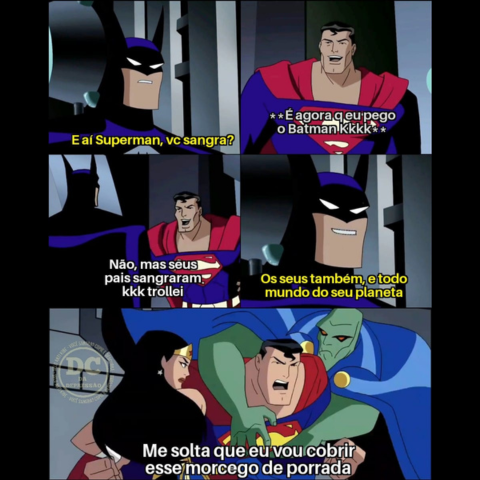 E aí Superman, vc sangra?
**É agora q eu pego
o Batman Kkkk**
Não, mas seus
pais sangraram,
kkk trollei
Os seus também, e todo
mundo do seu planeta
DC
Me solta que eu vou cobrir
esse morcego de porrada